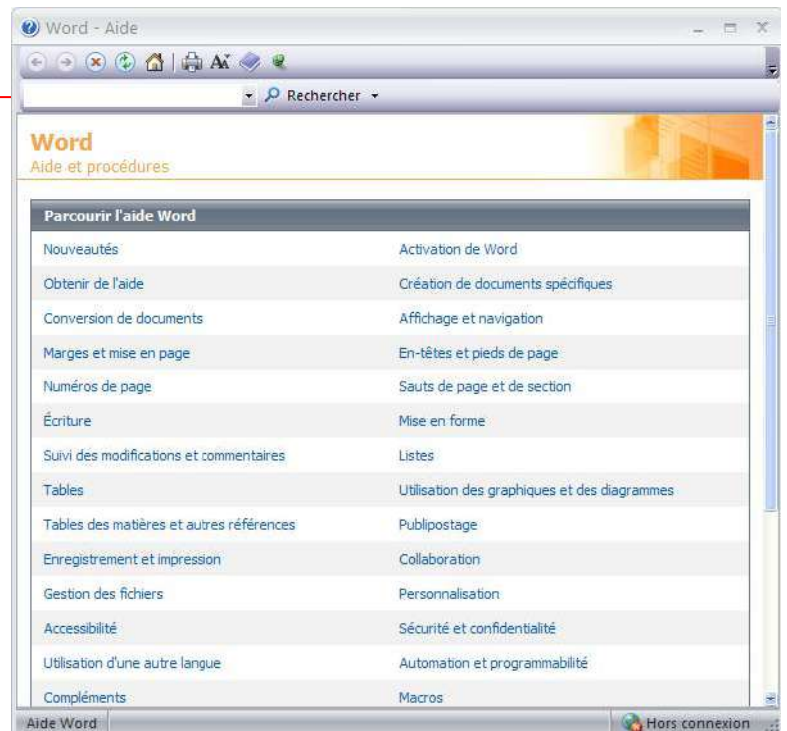 Word - Aide
Rechercher
Word
Aide et procédures
Parcourir l'aide Word
Nouveautés Activation de Word
Obtenir de l'aide Création de documents spécifiques
Conversion de documents Affichage et navigation
Marges et mise en page En-têtes et pieds de page
Numéros de page Sauts de page et de section
Écriture Mise en forme
Suivi des modifications et commentaires Listes
Tables Utilisation des graphiques et des diagrammes
Tables des matières et autres références Publipostage
Enregistrement et impression Collaboration
Gestion des fichiers Personnalisation
Accessibilité Sécurité et confidentialité
Utilisation d'une autre langue Automation et programmabilité
Compléments Macros
Aide Word Hors connexion